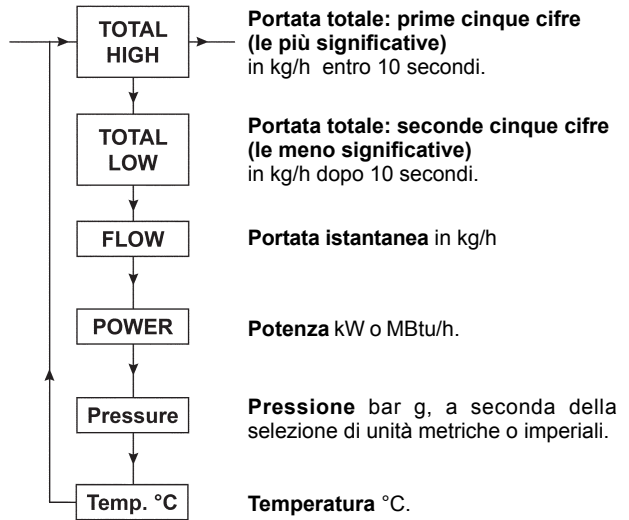 TOTAL
HIGH
Portata totale: prime cinque cifre
(le più significative)
in kg/h entro 10 secondi.
TOTAL
LOW
Portata totale: seconde cinque cifre
(le meno significative)
in kg/h dopo 10 secondi.
FLOW
Portata istantanea in kg/h
POWER
Potenza kW o MBtu/h.
Pressure
Pressione bar g, a seconda della
selezione di unità metriche o imperiali.
Temp. °C
Temperatura °C.